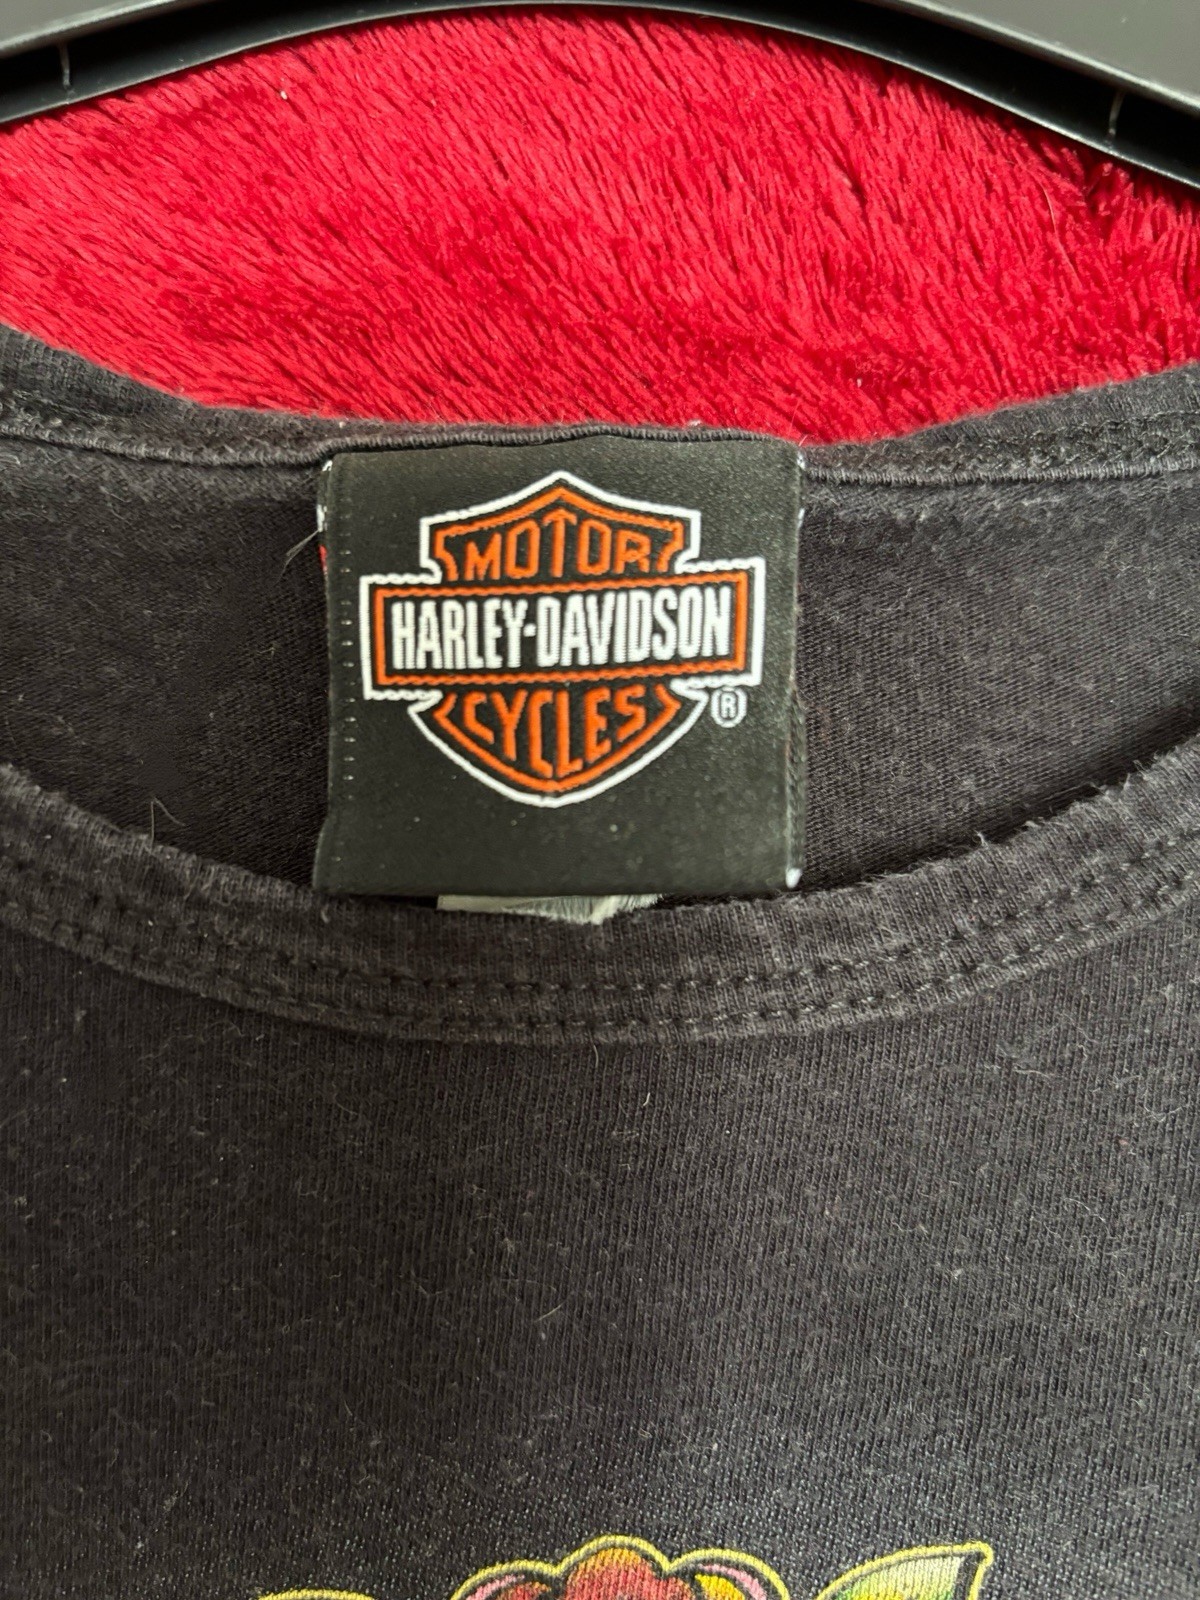 MOTOR
HARLEY-DAVIDSON
CYCLES
®